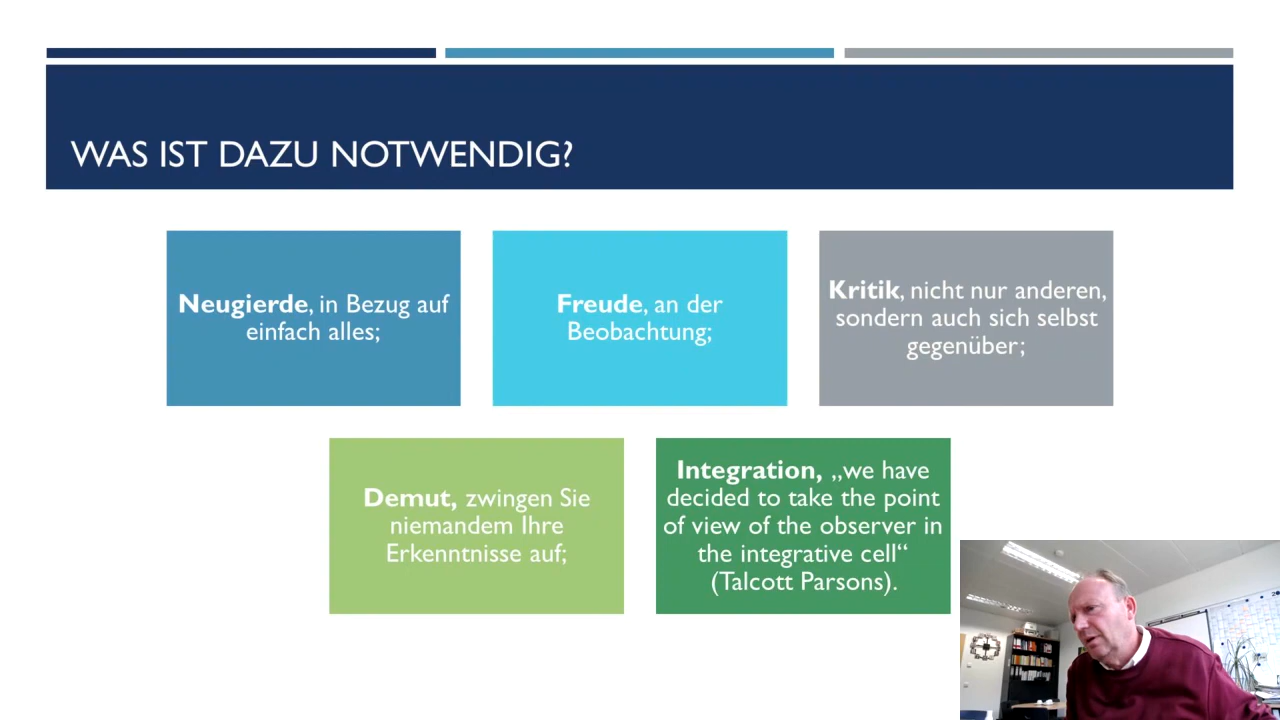 WAS IST DAZU NOTWENDIG?
Neugierde, in Bezug auf
einfach alles;
Freude, an der
Beobachtung;
Kritik, nicht nur anderen,
sondern auch sich selbst
gegenüber;
Demut, zwingen Sie
niemandem Ihre
Erkenntnisse auf;
Integration, „we have
decided to take the point
of view of the observer in
the integrative cell“
(Talcott Parsons).